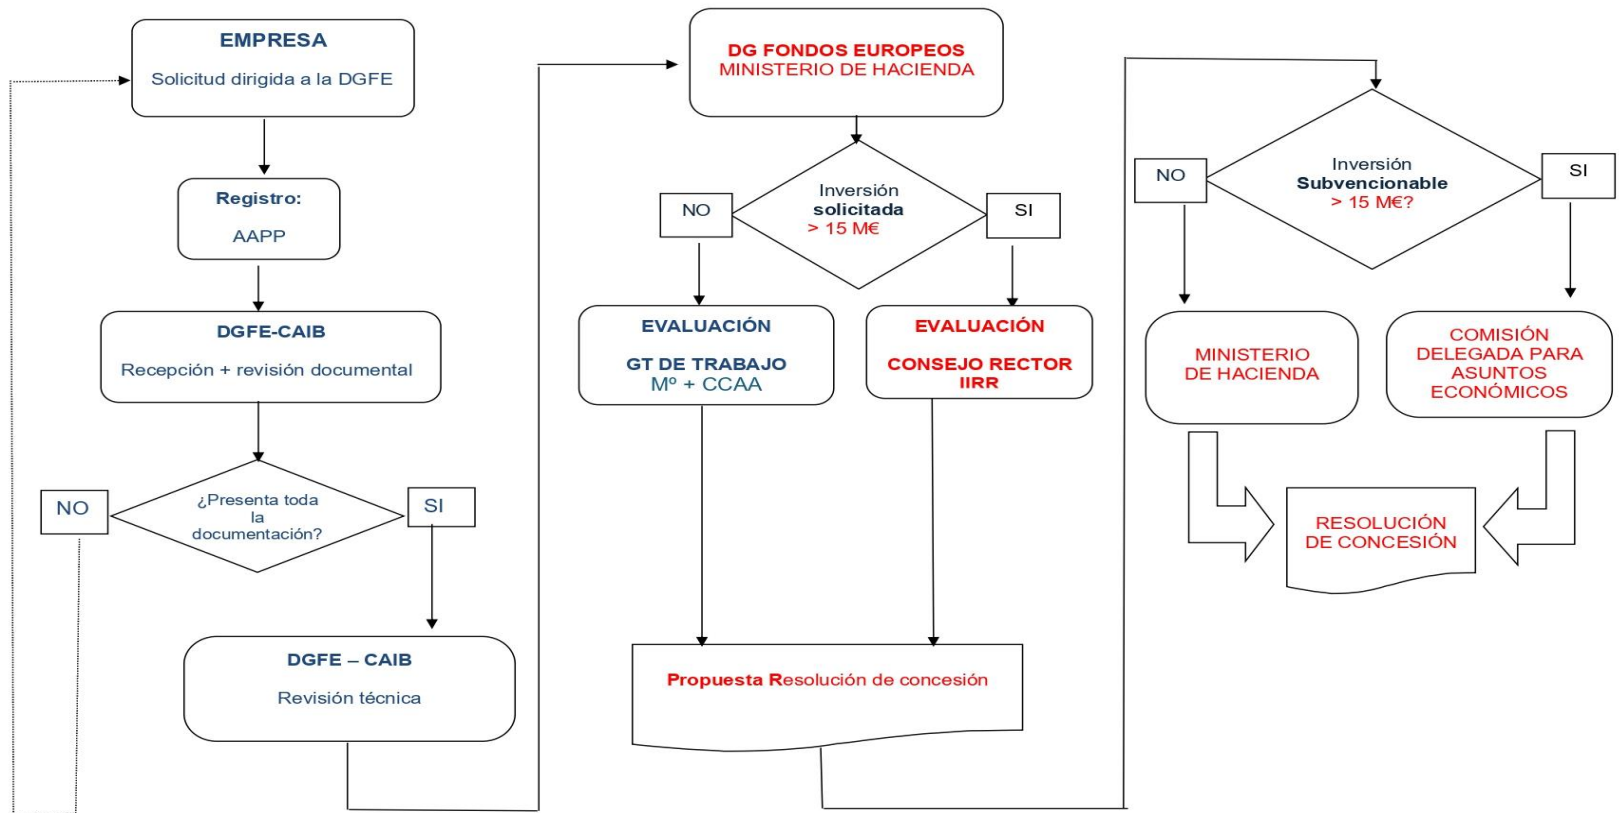 EMPRESA
Solicitud dirigida a la DGFE
Registro:
AAPP
DGFE-CAIB
Recepción + revisión documental
¿Presenta toda
la
documentación?
NO
SI
DGFE – CAIB
Revisión técnica
DG FONDOS EUROPEOS
MINISTERIO DE HACIENDA
Inversión
solicitada
> 15 M€
NO
SI
EVALUACIÓN
GT DE TRABAJO
Mº + CCAA
EVALUACIÓN
CONSEJO RECTOR
IIRR
Propuesta Resolución de concesión
Inversión
Subvencionable
> 15 M€?
NO
SI
MINISTERIO
DE HACIENDA
COMISIÓN
DELEGADA PARA
ASUNTOS
ECONÓMICOS
RESOLUCIÓN
DE CONCESIÓN